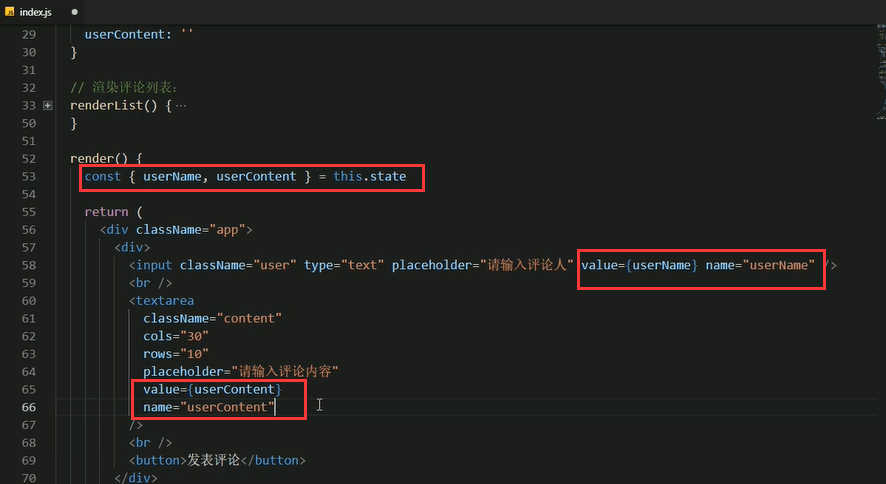 index.js
29 userContent: ''
30 }
31
32 // 渲染评论列表：
33 renderList() { ···
50 }
51
52 render() {
53 const { userName, userContent } = this.state
54
55 return (
56 <div className="app">
57 <div>
58 <input className="user" type="text" placeholder="请输入评论人" value={userName} name="userName" />
59 <br />
60 <textarea
61 className="content"
62 cols="30"
63 rows="10"
64 placeholder="请输入评论内容"
65 value={userContent}
66 name="userContent"
67 />
68 <br />
69 <button>发表评论</button>
70 </div>